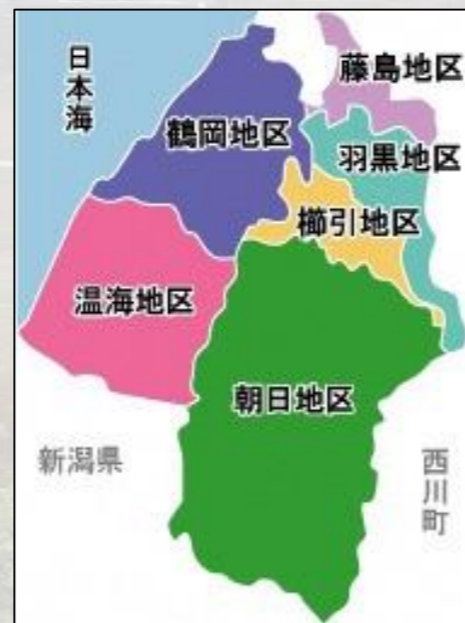 日本海
藤島地区
鶴岡地区
羽黒地区
櫛引地区
温海地区
朝日地区
新潟県
西川町